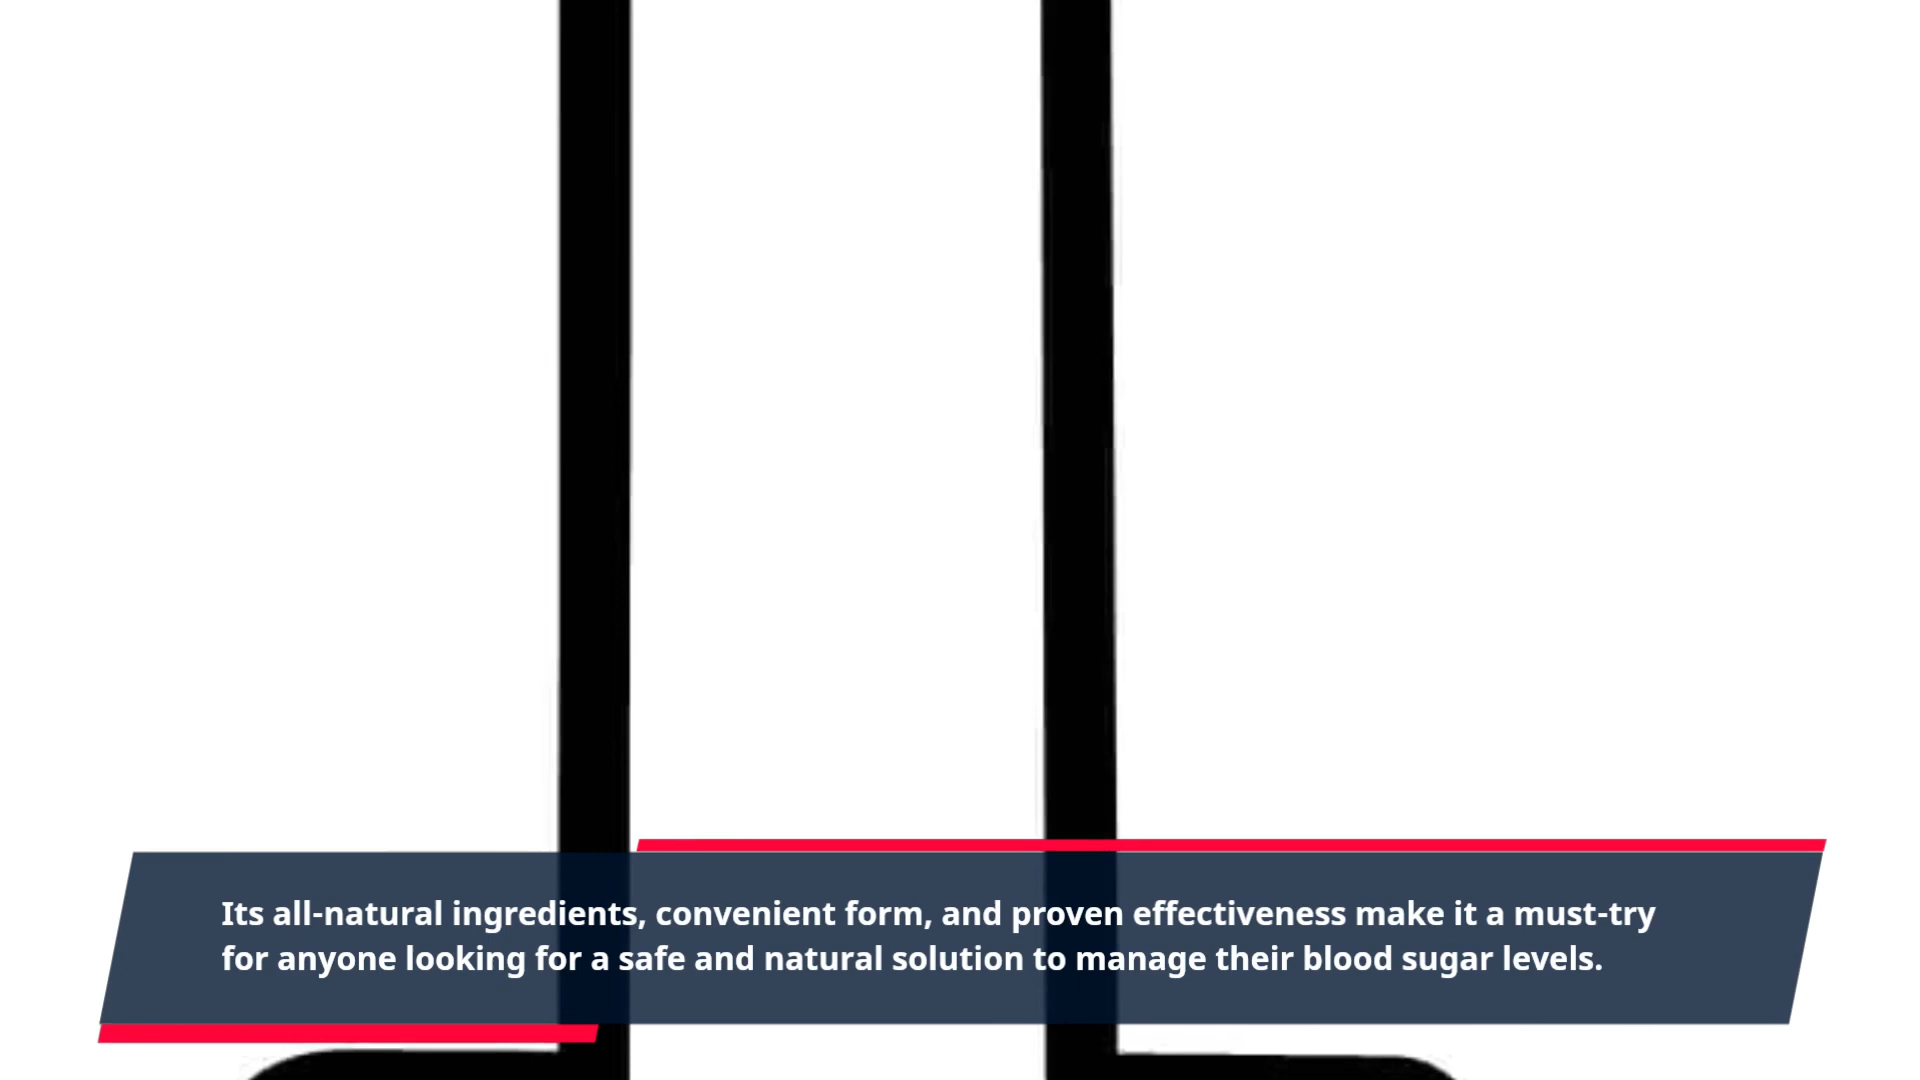 Its all-natural ingredients, convenient form, and proven effectiveness make it a must-try
for anyone looking for a safe and natural solution to manage their blood sugar levels.